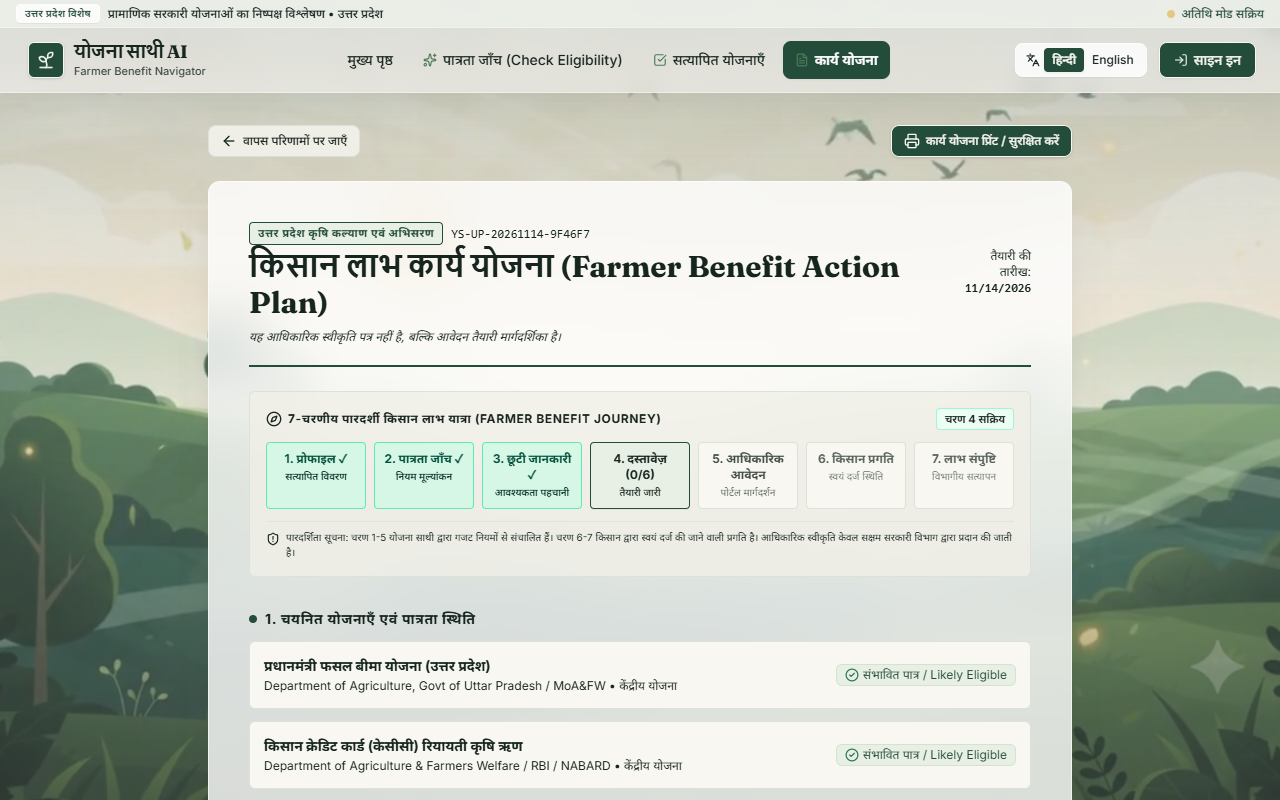 उत्तर प्रदेश विशेष प्रामाणिक सरकारी योजनाओं का निष्पक्ष विश्लेषण • उत्तर प्रदेश
अतिथि मोड सक्रिय
योजना साथी AI
Farmer Benefit Navigator
मुख्य पृष्ठ
पात्रता जाँच (Check Eligibility)
सत्यापित योजनाएँ
कार्य योजना
हिन्दी English
साइन इन
वापस परिणामों पर जाएँ
कार्य योजना प्रिंट / सुरक्षित करें
उत्तर प्रदेश कृषि कल्याण एवं अभिसरण YS-UP-20261114-9F46F7
किसान लाभ कार्य योजना (Farmer Benefit Action
Plan)
यह आधिकारिक स्वीकृति पत्र नहीं है, बल्कि आवेदन तैयारी मार्गदर्शिका है।
तैयारी की
तारीख:
11/14/2026
7-चरणीय पारदर्शी किसान लाभ यात्रा (FARMER BENEFIT JOURNEY)
चरण 4 सक्रिय
1. प्रोफाइल ✓
सत्यापित विवरण
2. पात्रता जाँच ✓
नियम मूल्यांकन
3. छूटी जानकारी
✓
आवश्यकता पहचानी
4. दस्तावेज़
(0/6)
तैयारी जारी
5. आधिकारिक
आवेदन
पोर्टल मार्गदर्शन
6. किसान प्रगति
स्वयं दर्ज स्थिति
7. लाभ संपुष्टि
विभागीय सत्यापन
पारदर्शिता सूचना: चरण 1-5 योजना साथी द्वारा गजट नियमों से संचालित हैं। चरण 6-7 किसान द्वारा स्वयं दर्ज की जाने वाली प्रगति है। आधिकारिक स्वीकृति केवल सक्षम सरकारी विभाग द्वारा प्रदान की जाती
है।
1. चयनित योजनाएँ एवं पात्रता स्थिति
प्रधानमंत्री फसल बीमा योजना (उत्तर प्रदेश)
Department of Agriculture, Govt of Uttar Pradesh / MoA&FW • केंद्रीय योजना
संभावित पात्र / Likely Eligible
किसान क्रेडिट कार्ड (केसीसी) रियायती कृषि ऋण
Department of Agriculture & Farmers Welfare / RBI / NABARD • केंद्रीय योजना
संभावित पात्र / Likely Eligible